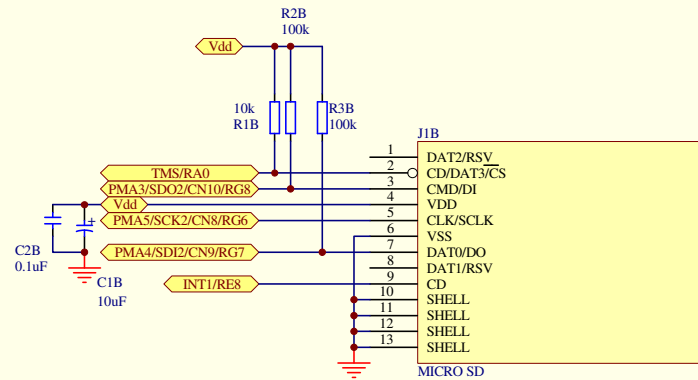 R2B
100k
Vdd
10k
R1B
R3B
100k
J1B
1 DAT2/RSV
TMS/RA0 2 CD/DAT3/CS
PMA3/SDO2/CN10/RG8 3 CMD/DI
Vdd 4 VDD
PMA5/SCK2/CN8/RG6 5 CLK/SCLK
6 VSS
PMA4/SDI2/CN9/RG7 7 DAT0/DO
8 DAT1/RSV
INT1/RE8 9 CD
10 SHELL
11 SHELL
12 SHELL
13 SHELL
MICRO SD
C2B
0.1uF
+
C1B
10uF